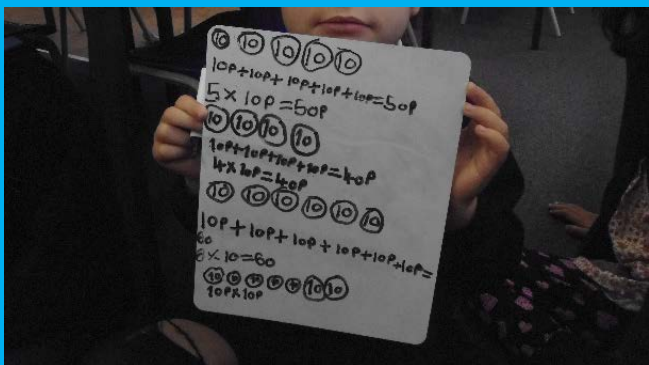 10 10 10 10 10
10p+10p+10p+10p+10p=50p
5×10p=50p
10 10 10 10
10p+10p+10p+10p=40p
4×10p=40p
10 10 10 10 10 10
10p+10p+10p+10p+10p+10p=
60
6×10=60
10 10 10 10 10 10 10
10p×10p